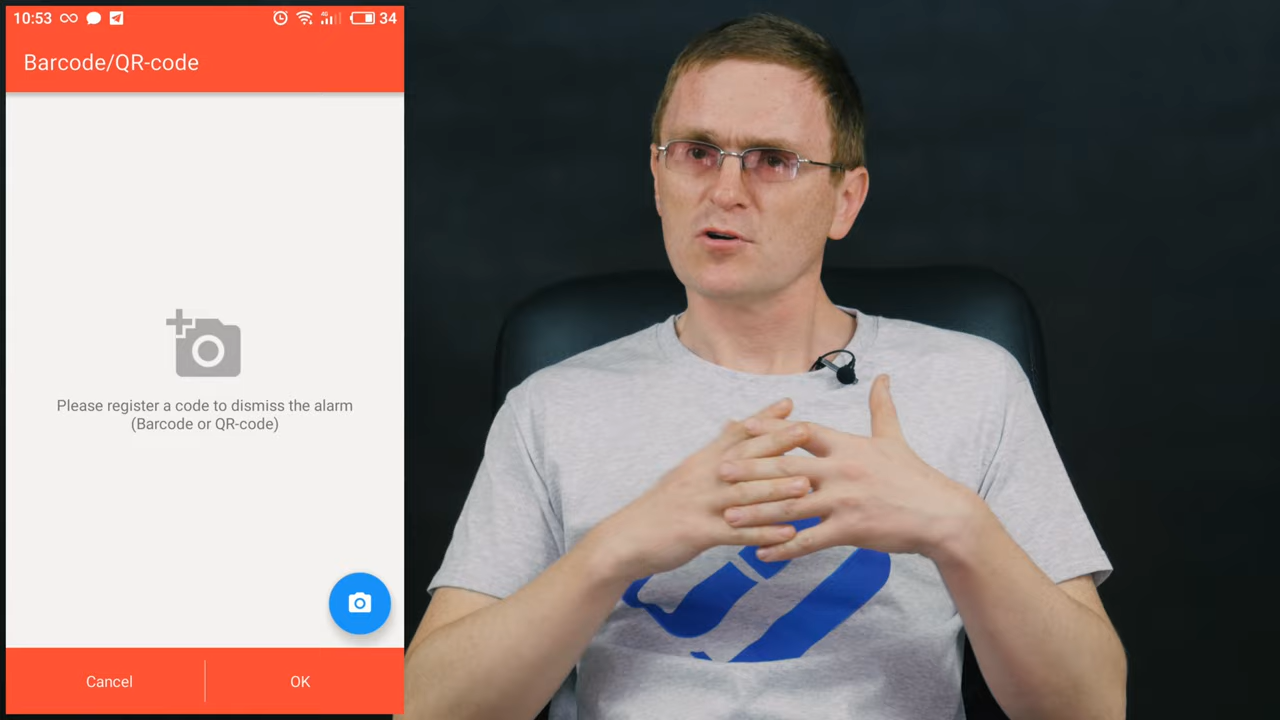 10:53
4G
34
Barcode/QR-code
Please register a code to dismiss the alarm
(Barcode or QR-code)
Cancel
OK